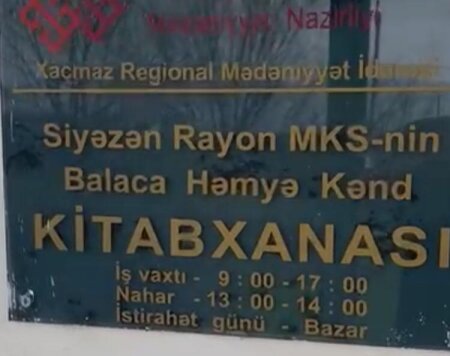 Mədəniyyət Nazirliyi
Xaçmaz Regional Mədəniyyət İdarəsi
Siyəzən Rayon MKS-nin
Balaca Həmyə Kənd
KİTABXANASI
İş vaxtı - 9 : 00 - 17 : 00
Nahar - 13 : 00 - 14 : 00
İstirahət günü - Bazar